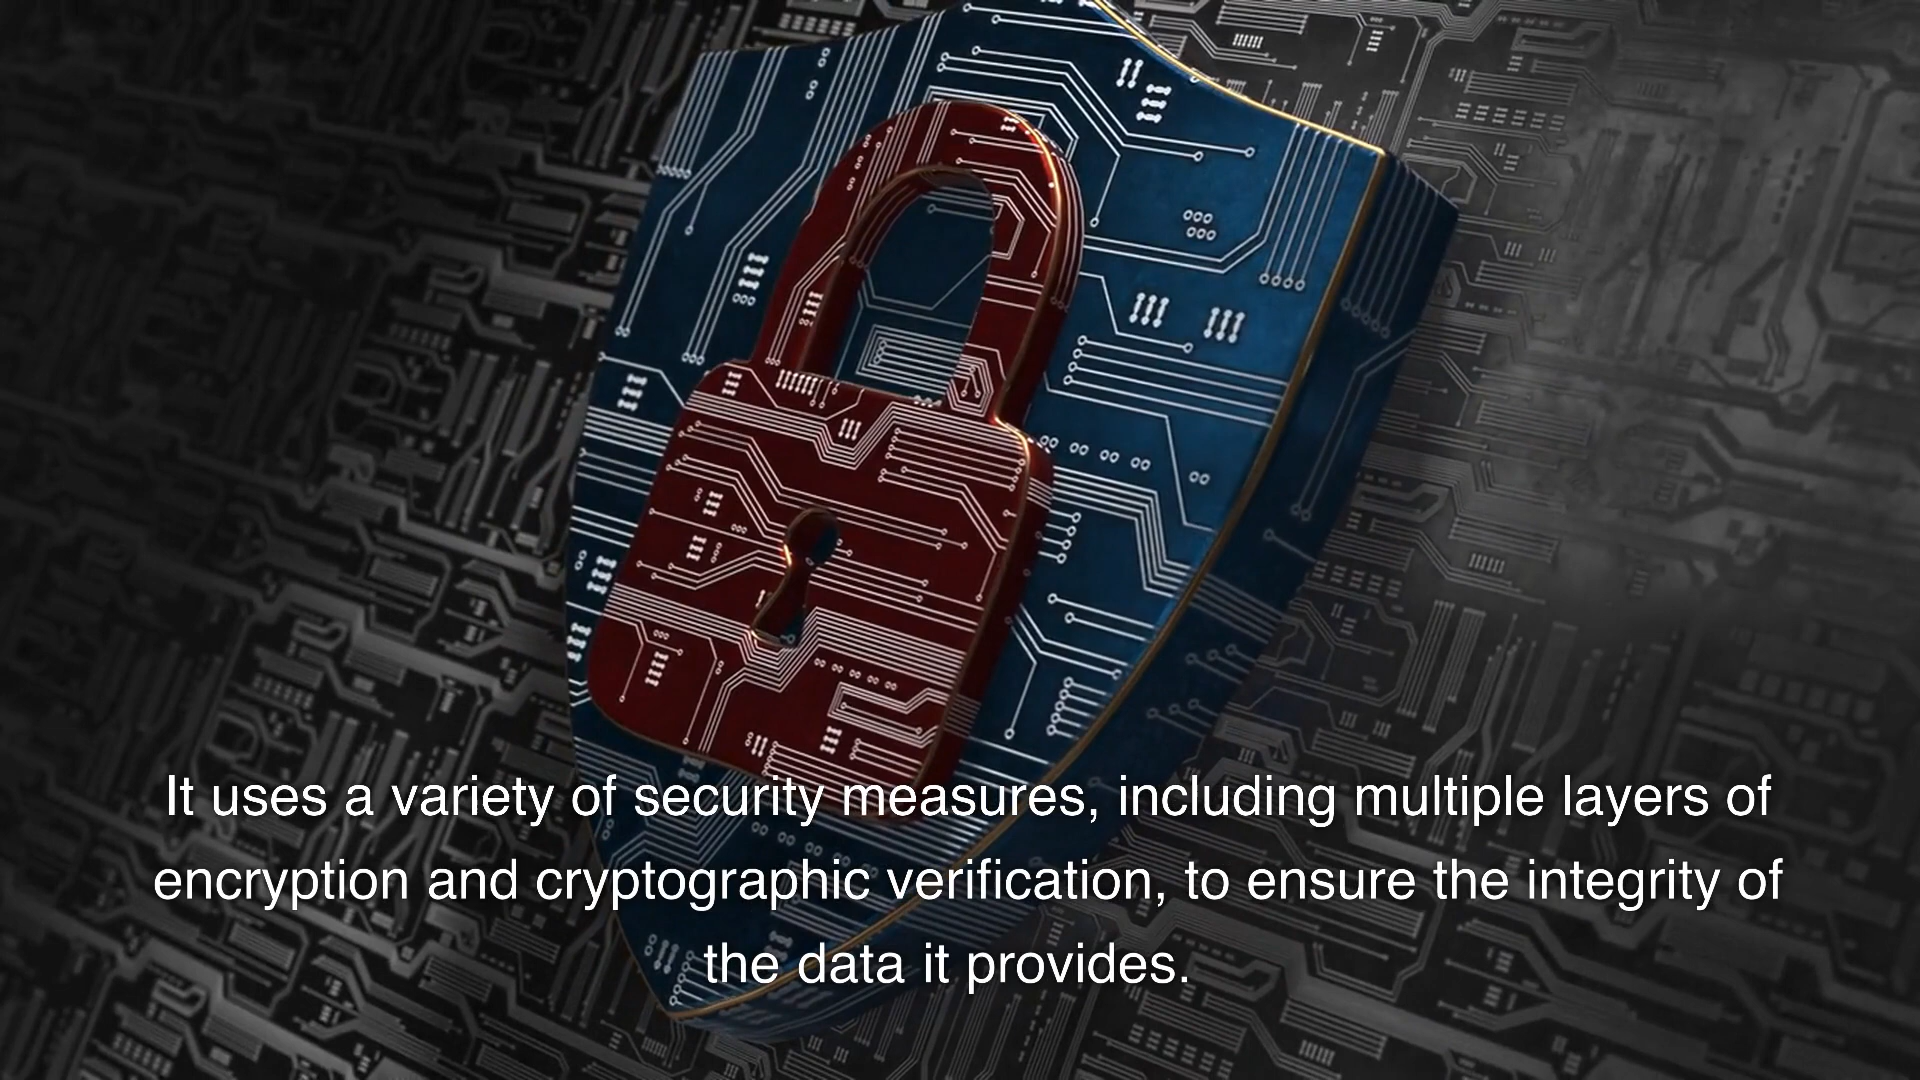 It uses a variety of security measures, including multiple layers of
encryption and cryptographic verification, to ensure the integrity of
the data it provides.